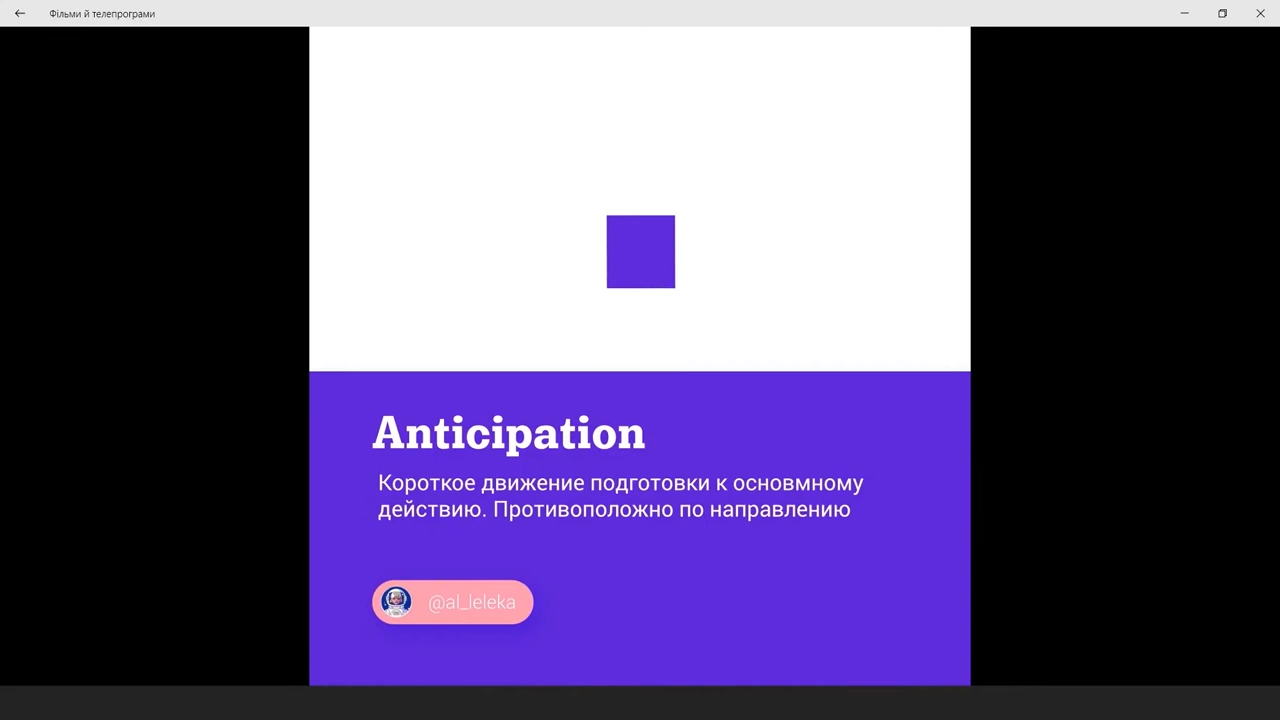 Фільми й телепрограми
Anticipation
Короткое движение подготовки к основмному
действию. Противоположно по направлению
@al_leleka